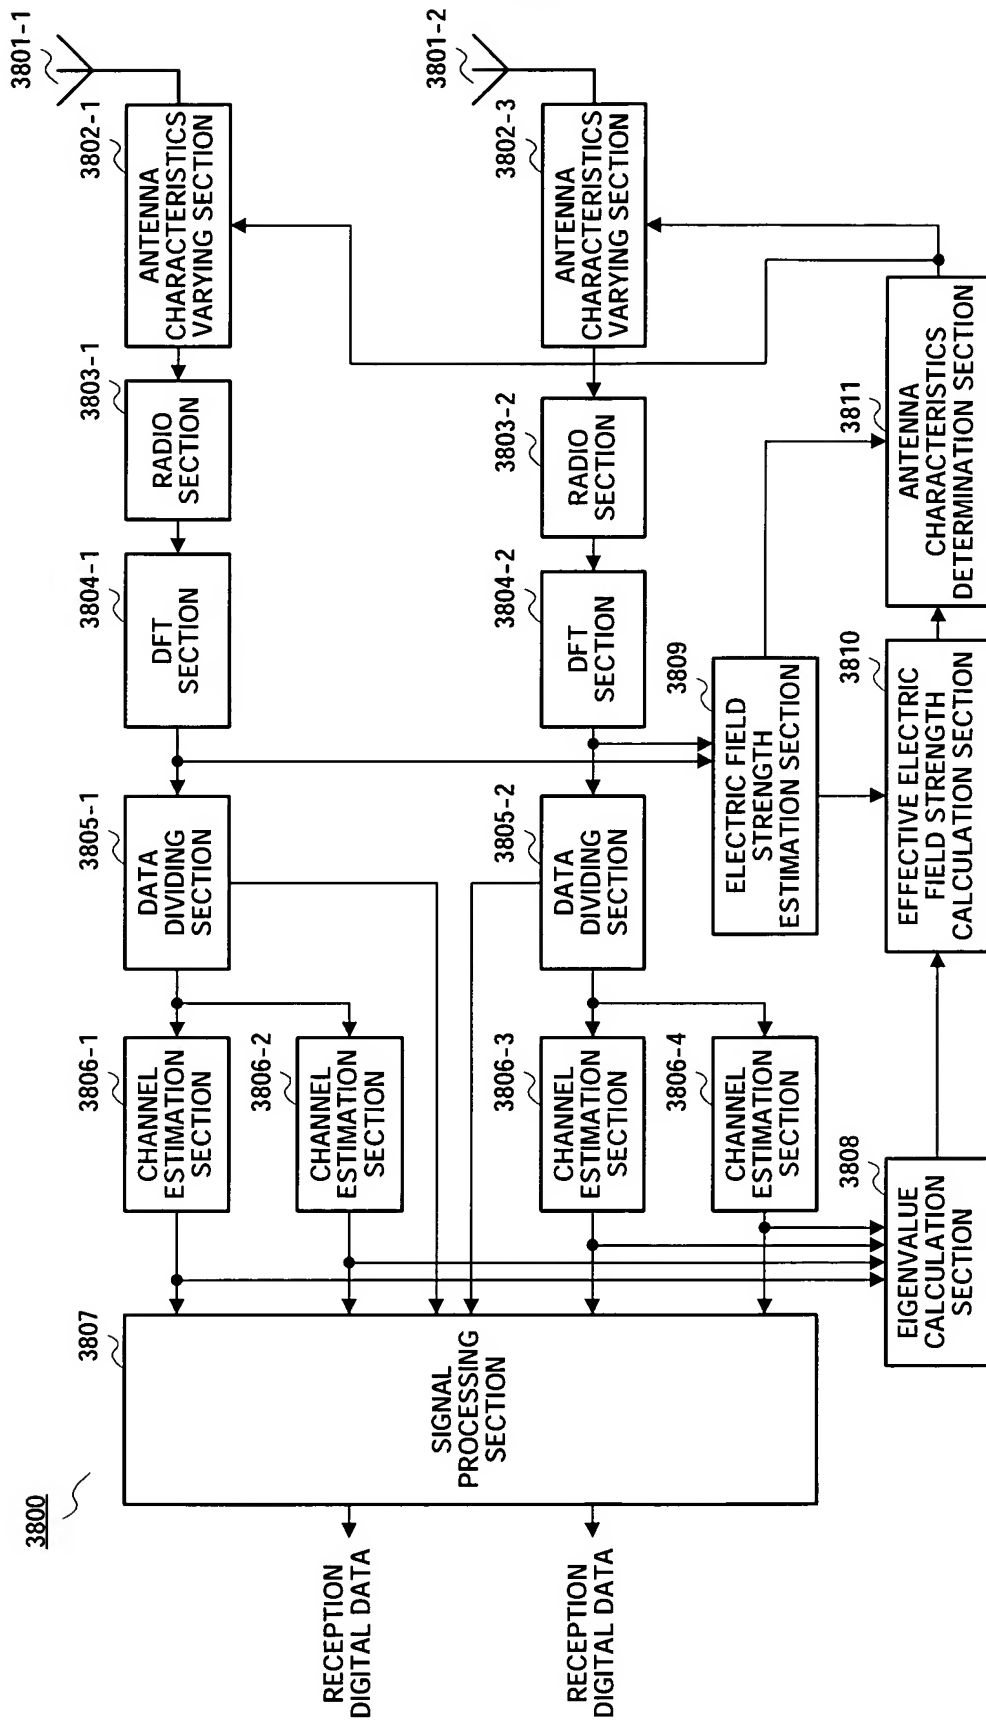 3800
3801-1
3802-1
ANTENNA
CHARACTERISTICS
VARYING SECTION
3803-1
RADIO
SECTION
3804-1
DFT
SECTION
3805-1
DATA
DIVIDING
SECTION
3806-1
CHANNEL
ESTIMATION
SECTION
3806-2
CHANNEL
ESTIMATION
SECTION
3807
SIGNAL
PROCESSING
SECTION
RECEPTION
DIGITAL DATA
RECEPTION
DIGITAL DATA
3801-2
3802-3
ANTENNA
CHARACTERISTICS
VARYING SECTION
3803-2
RADIO
SECTION
3804-2
DFT
SECTION
3805-2
DATA
DIVIDING
SECTION
3806-3
CHANNEL
ESTIMATION
SECTION
3806-4
CHANNEL
ESTIMATION
SECTION
3809
ELECTRIC FIELD
STRENGTH
ESTIMATION SECTION
3808
EIGENVALUE
CALCULATION
SECTION
3810
EFFECTIVE ELECTRIC
FIELD STRENGTH
CALCULATION SECTION
3811
ANTENNA
CHARACTERISTICS
DETERMINATION SECTION